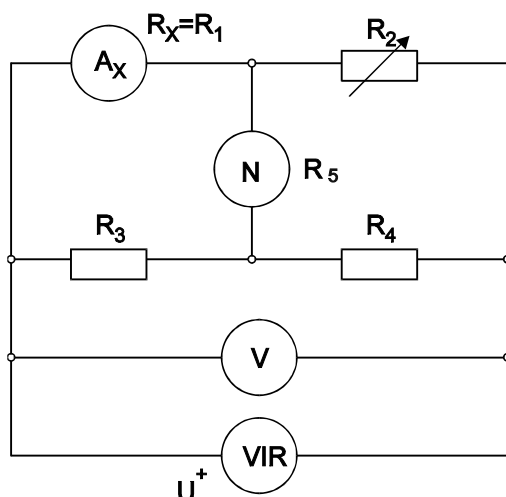 R_X=R_1
A_X
R_2
N
R_5
R_3
R_4
V
VIR
U^+